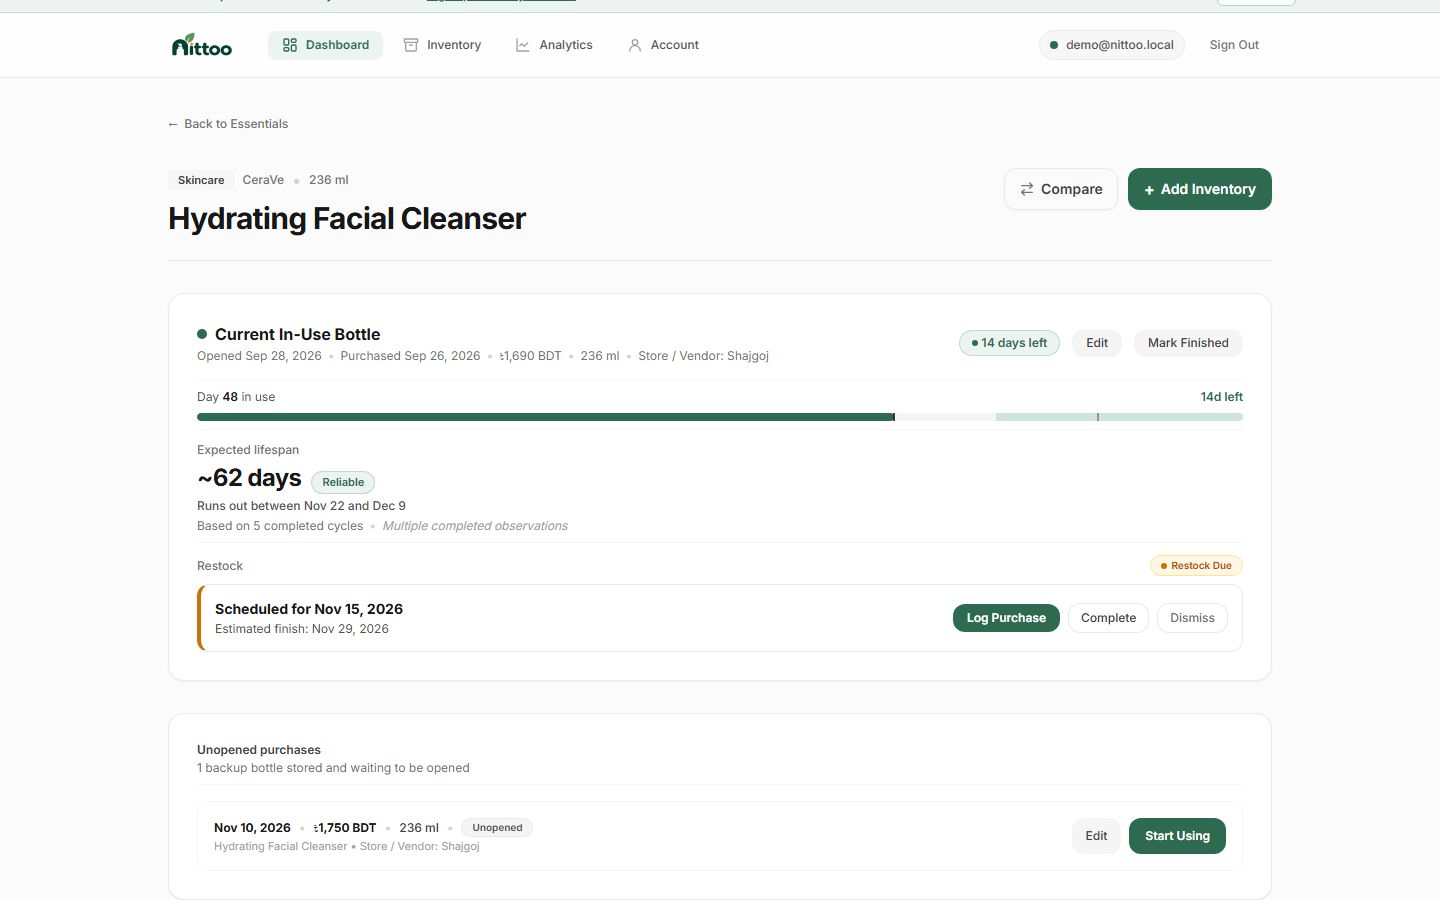 Nittoo
Dashboard
Inventory
Analytics
Account
demo@nittoo.local
Sign Out
← Back to Essentials
Skincare CeraVe • 236 ml
Hydrating Facial Cleanser
Compare
+ Add Inventory
Current In-Use Bottle
Opened Sep 28, 2026 • Purchased Sep 26, 2026 • ৳1,690 BDT • 236 ml • Store / Vendor: Shajgoj
14 days left
Edit
Mark Finished
Day 48 in use
14d left
Expected lifespan
~62 days Reliable
Runs out between Nov 22 and Dec 9
Based on 5 completed cycles • Multiple completed observations
Restock
Restock Due
Scheduled for Nov 15, 2026
Estimated finish: Nov 29, 2026
Log Purchase
Complete
Dismiss
Unopened purchases
1 backup bottle stored and waiting to be opened
Nov 10, 2026 • ৳1,750 BDT • 236 ml • Unopened
Hydrating Facial Cleanser • Store / Vendor: Shajgoj
Edit
Start Using